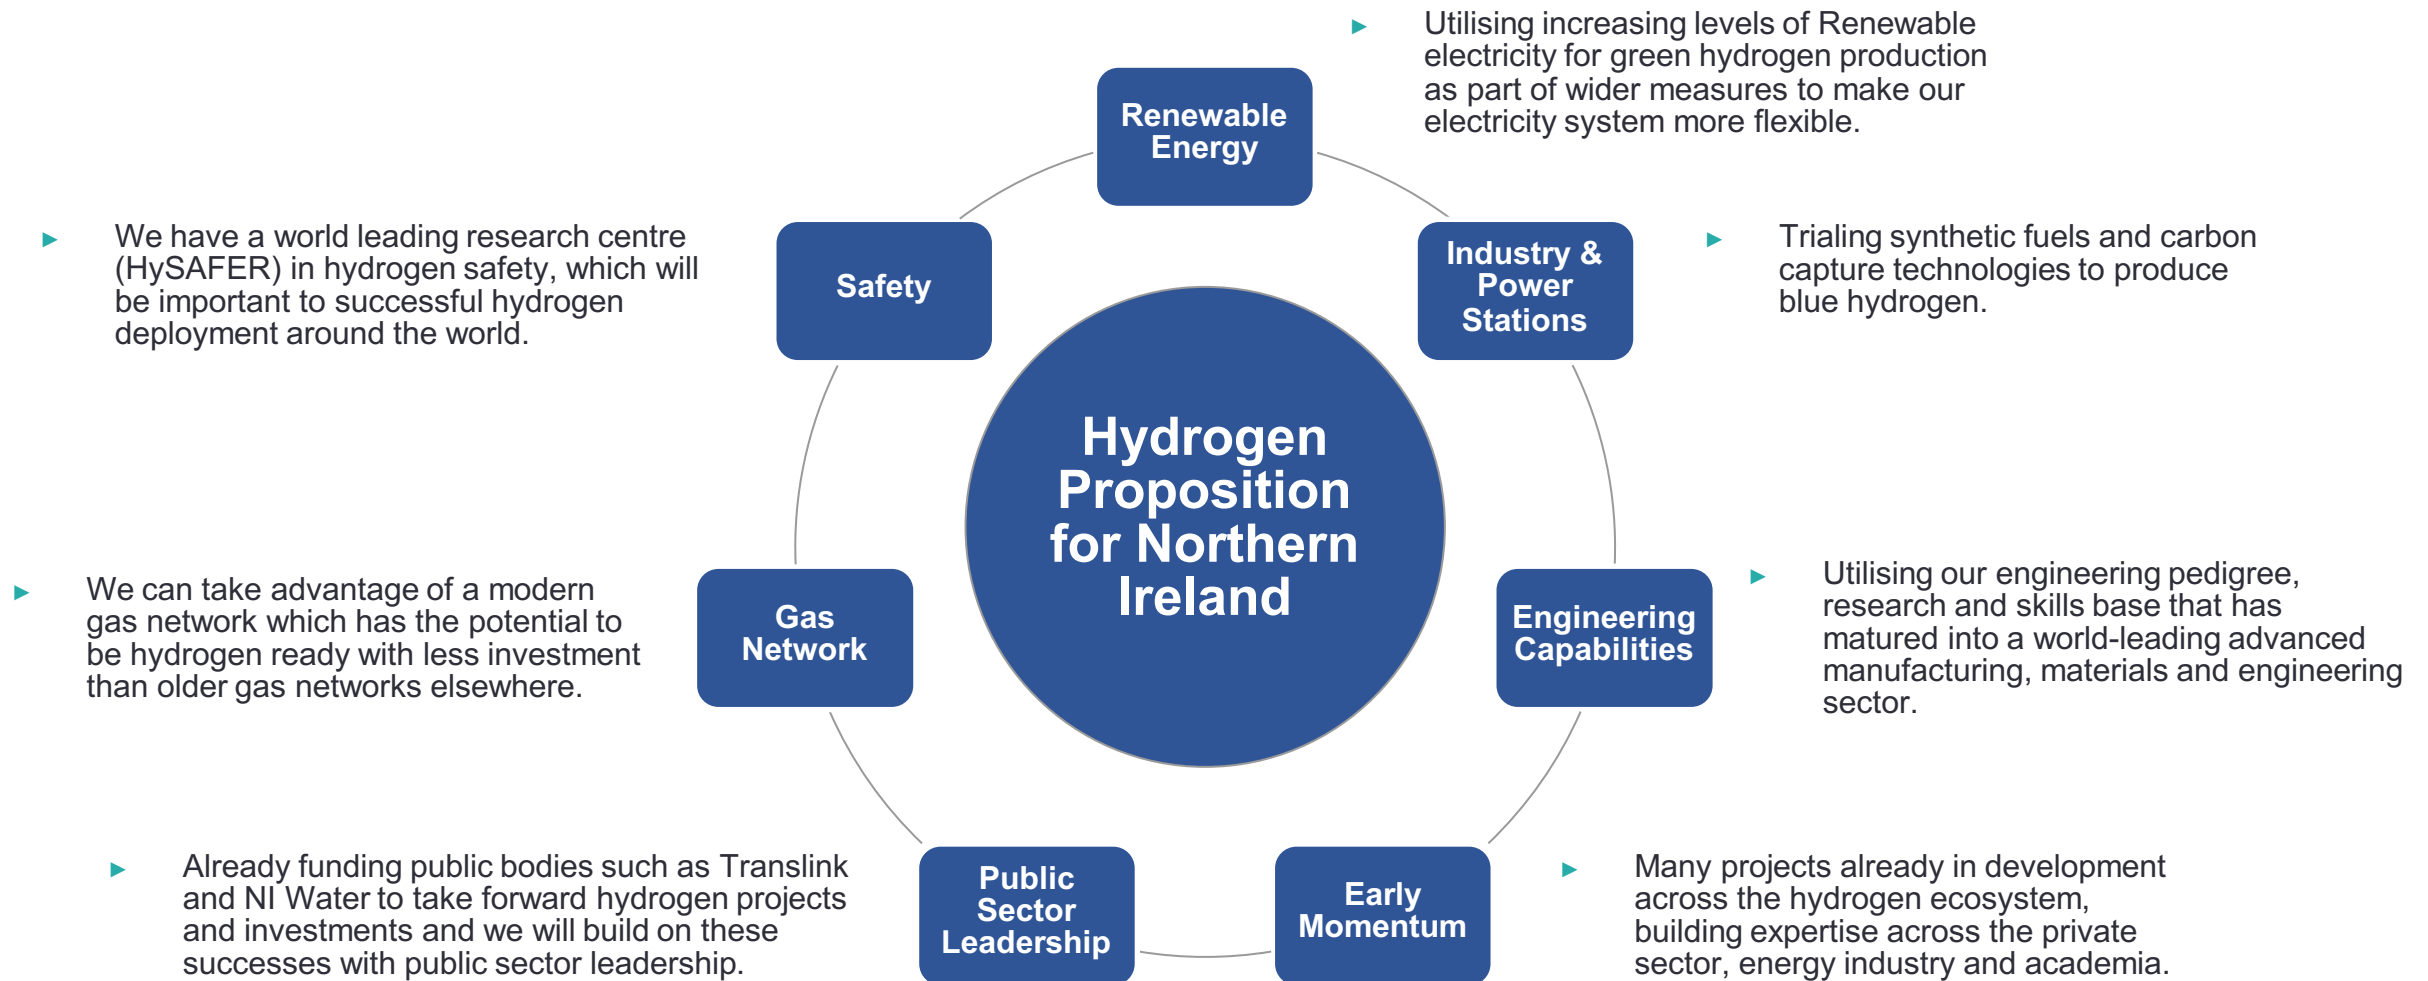 Utilising increasing levels of Renewable
electricity for green hydrogen production
as part of wider measures to make our
electricity system more flexible.
Renewable
Energy
We have a world leading research centre
(HySAFER) in hydrogen safety, which will
be important to successful hydrogen
deployment around the world.
Safety
Industry &
Power
Stations
Trialing synthetic fuels and carbon
capture technologies to produce
blue hydrogen.
Hydrogen
Proposition
for Northern
Ireland
We can take advantage of a modern
gas network which has the potential to
be hydrogen ready with less investment
than older gas networks elsewhere.
Gas
Network
Engineering
Capabilities
Utilising our engineering pedigree,
research and skills base that has
matured into a world-leading advanced
manufacturing, materials and engineering
sector.
Already funding public bodies such as Translink
and NI Water to take forward hydrogen projects
and investments and we will build on these
successes with public sector leadership.
Public
Sector
Leadership
Early
Momentum
Many projects already in development
across the hydrogen ecosystem,
building expertise across the private
sector, energy industry and academia.